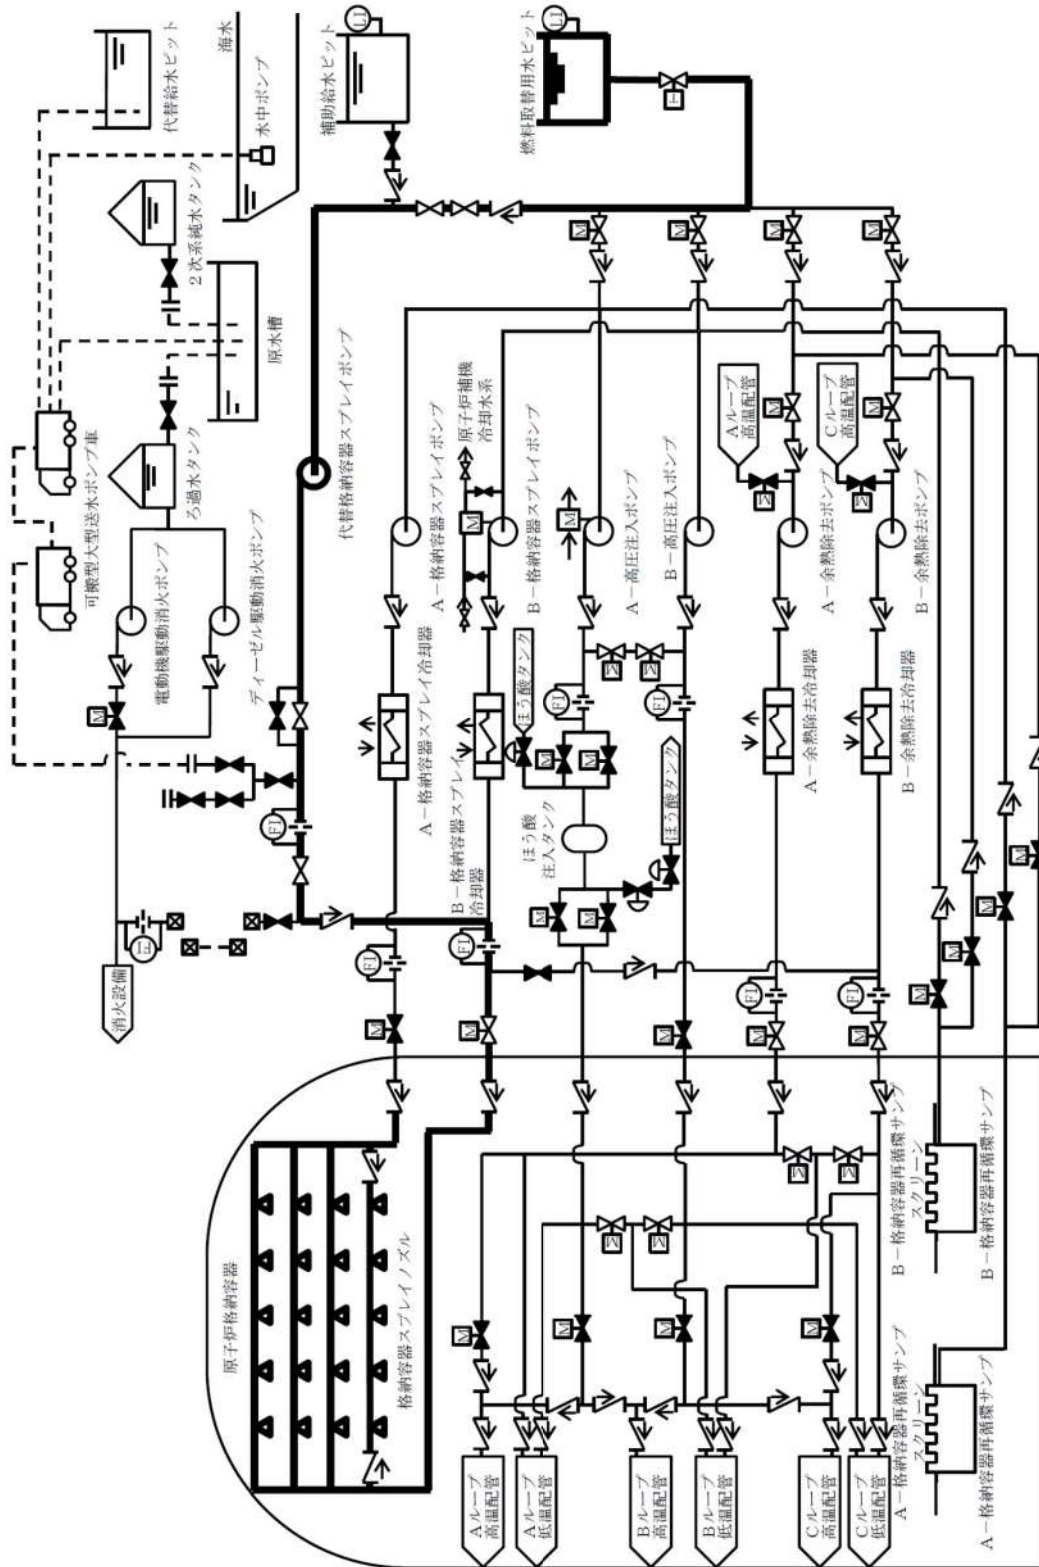 代替給水ピット
海水
水中ポンプ
補助給水ピット
LI
燃料取替用水ピット
LI
2次系純水タンク
原水槽
可搬型大型送水ポンプ車
ろ過水タンク
電動機駆動消火ポンプ
ディーゼル駆動消火ポンプ
代替格納容器スプレイポンプ
M
M
M
M
A-格納容器スプレイポンプ
原子炉補機
冷却水系
B-格納容器スプレイポンプ
M
M
A-高圧注入ポンプ
B-高圧注入ポンプ
Aループ
高温配管
M
M
Cループ
高温配管
M
M
A-余熱除去ポンプ
B-余熱除去ポンプ
M
FI
A-格納容器スプレイ冷却器
B-格納容器スプレイ
冷却器
ほう酸タンク
FI
M
M
M
M
FI
ほう酸
注入タンク
ほう酸タンク
M
M
A-余熱除去冷却器
B-余熱除去冷却器
消火設備
FI
FI
FI
M
M
M
FI
FI
M
M
M
M
M
M
原子炉格納容器
格納容器スプレイノズル
M
M
M
M
M
M
M
M
B-格納容器再循環サンプ
スクリーン
B-格納容器再循環サンプ
A-格納容器再循環サンプ
スクリーン
A-格納容器再循環サンプ
Aループ
高温配管
Aループ
低温配管
Bループ
高温配管
Bループ
低温配管
Cループ
高温配管
Cループ
低温配管